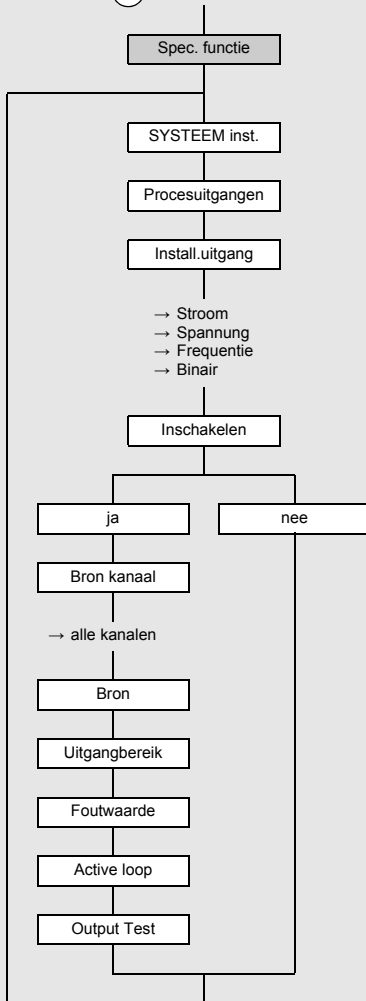 Spec. functie
SYSTEEM inst.
Procesuitgangen
Install.uitgang
→ Stroom
→ Spannung
→ Frequentie
→ Binair
Inschakelen
ja
nee
Bron kanaal
→ alle kanalen
Bron
Uitgangbereik
Foutwaarde
Active loop
Output Test